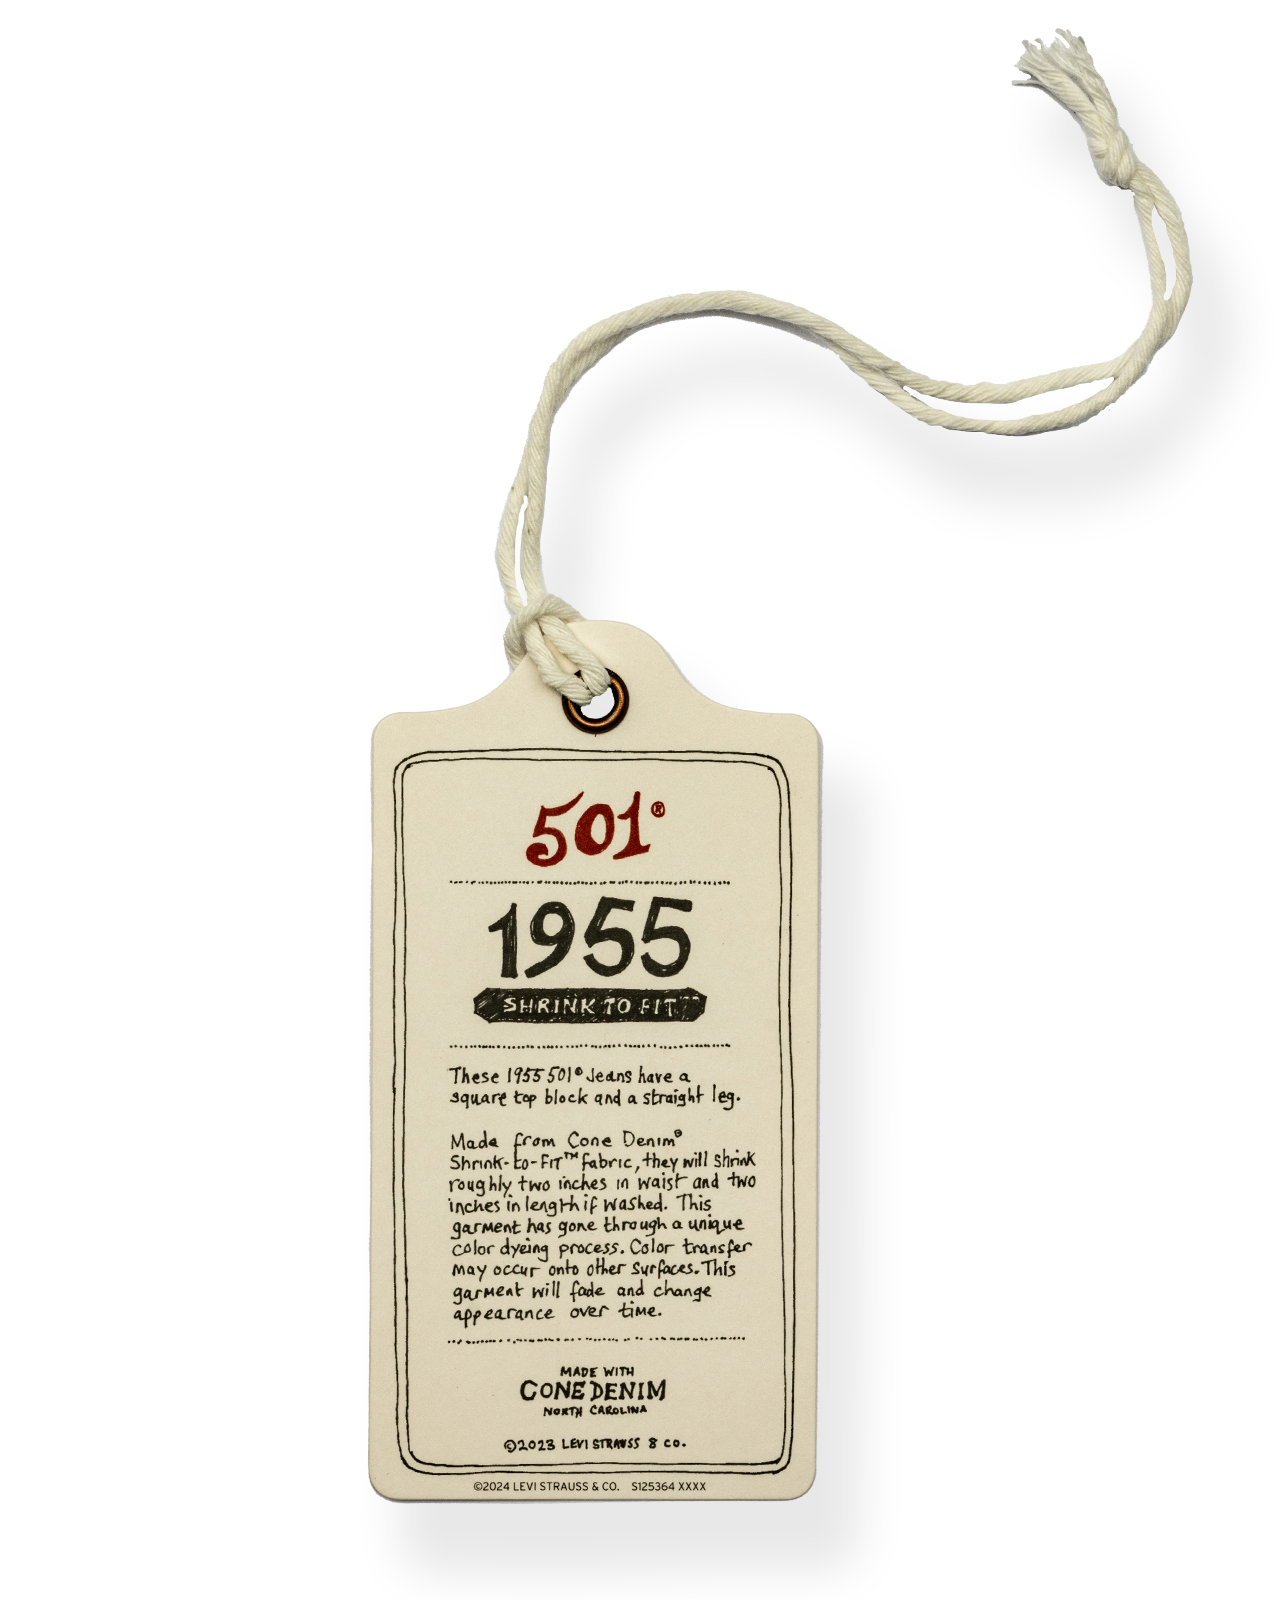 501®
1955
SHRINK TO FIT™
These 1955 501® Jeans have a
square top block and a straight leg.
Made from Cone Denim®
Shrink-to-FIT™ fabric, they will shrink
roughly two inches in waist and two
inches in length if washed. This
garment has gone through a unique
color dyeing process. Color transfer
may occur onto other surfaces. This
garment will fade and change
appearance over time.
MADE WITH
CONE DENIM
NORTH CAROLINA
©2023 LEVI STRAUSS & CO.
©2024 LEVI STRAUSS & CO. S125364 XXXX